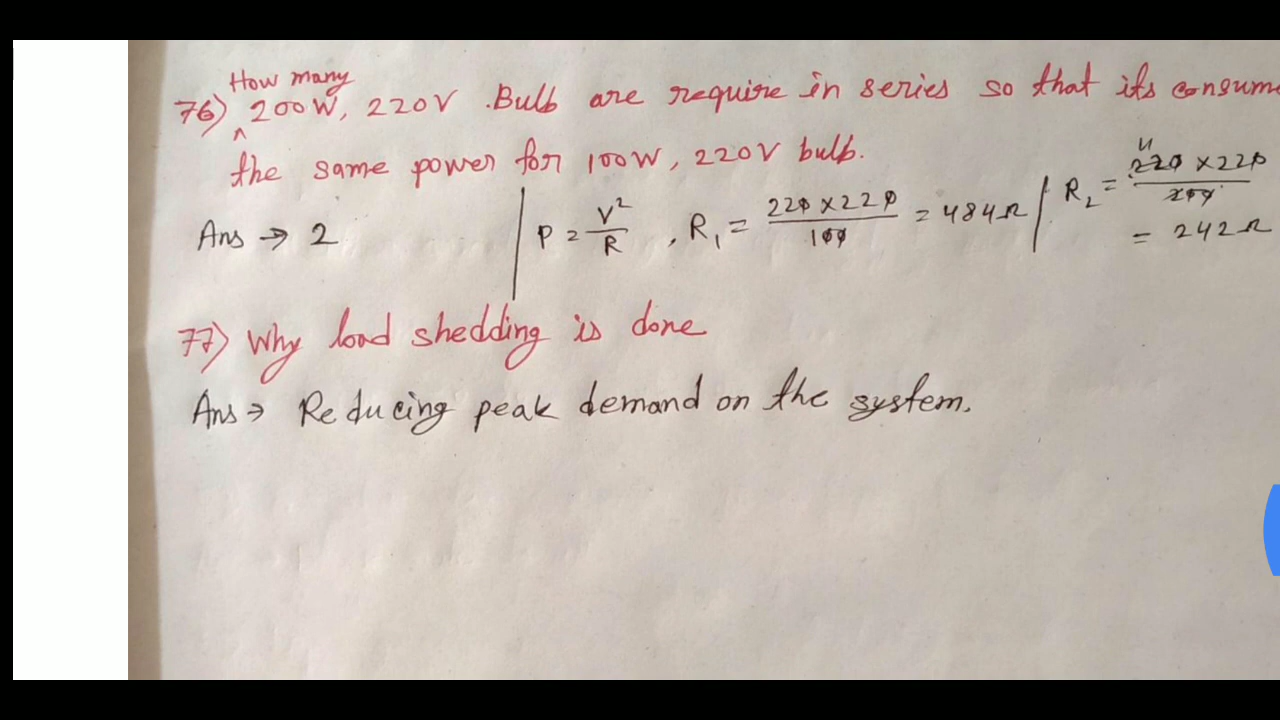 How many
76) ^ 200W, 220V .Bulb are require in series so that its consume
the same power for 100W, 220V bulb.
Ans → 2 | P = V²/R , R₁ = 220 x 220 / 100 = 484Ω | R₂ = 220 x 220 / 200
11
= 242Ω
77) Why load shedding is done
Ans → Reducing peak demand on the system.